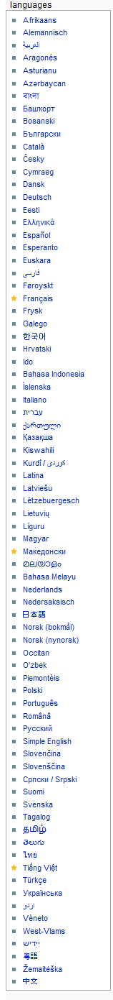 languages
Afrikaans
Alemannisch
العربية
Aragonés
Asturianu
Azərbaycan
বাংলা
Башкорт
Bosanski
Български
Català
Česky
Cymraeg
Dansk
Deutsch
Eesti
Ελληνικά
Español
Esperanto
Euskara
فارسی
Føroyskt
Français
Frysk
Galego
한국어
Hrvatski
Ido
Bahasa Indonesia
Íslenska
Italiano
עברית
ქართული
Қазақша
Kiswahili
Kurdî / كوردی
Latina
Latviešu
Lëtzebuergesch
Lietuvių
Líguru
Magyar
Македонски
മലയാളം
Bahasa Melayu
Nederlands
Nedersaksisch
日本語
Norsk (bokmål)
Norsk (nynorsk)
Occitan
O'zbek
Piemontèis
Polski
Português
Română
Русский
Simple English
Slovenčina
Slovenščina
Српски / Srpski
Suomi
Svenska
Tagalog
தமிழ்
తెలుగు
ไทย
Tiếng Việt
Türkçe
Українська
اردو
Vèneto
West-Vlams
ייִדיש
粵語
Žemaitėška
中文